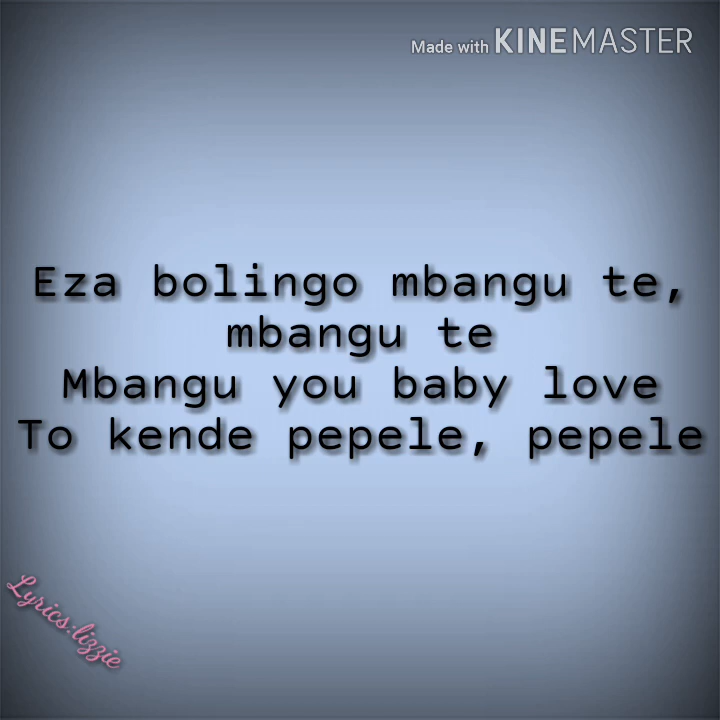 Made with KINEMASTER
Eza bolingo mbangu te,
mbangu te
Mbangu you baby love
To kende pepele, pepele
Lyrics:lizzie